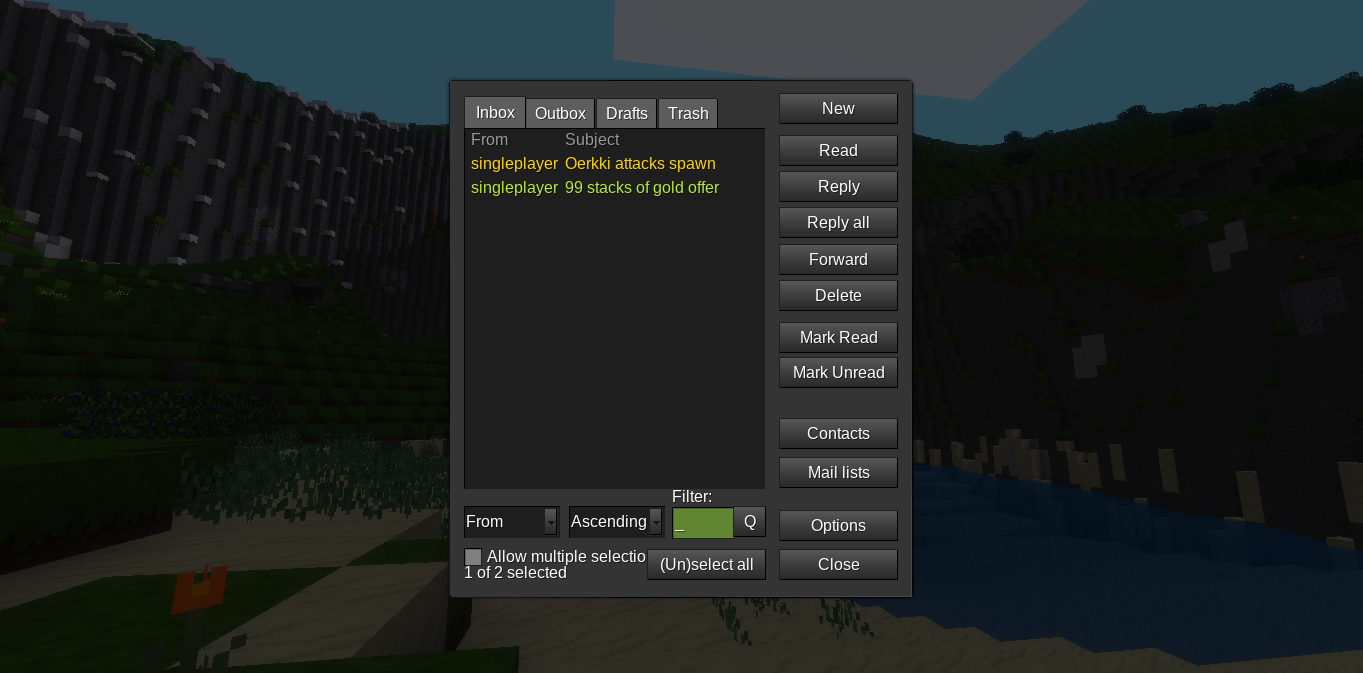 Inbox
Outbox
Drafts
Trash
From Subject
singleplayer Oerkki attacks spawn
singleplayer 99 stacks of gold offer
Filter:
From
Ascending
_
Q
Allow multiple selectio
1 of 2 selected
(Un)select all
New
Read
Reply
Reply all
Forward
Delete
Mark Read
Mark Unread
Contacts
Mail lists
Options
Close